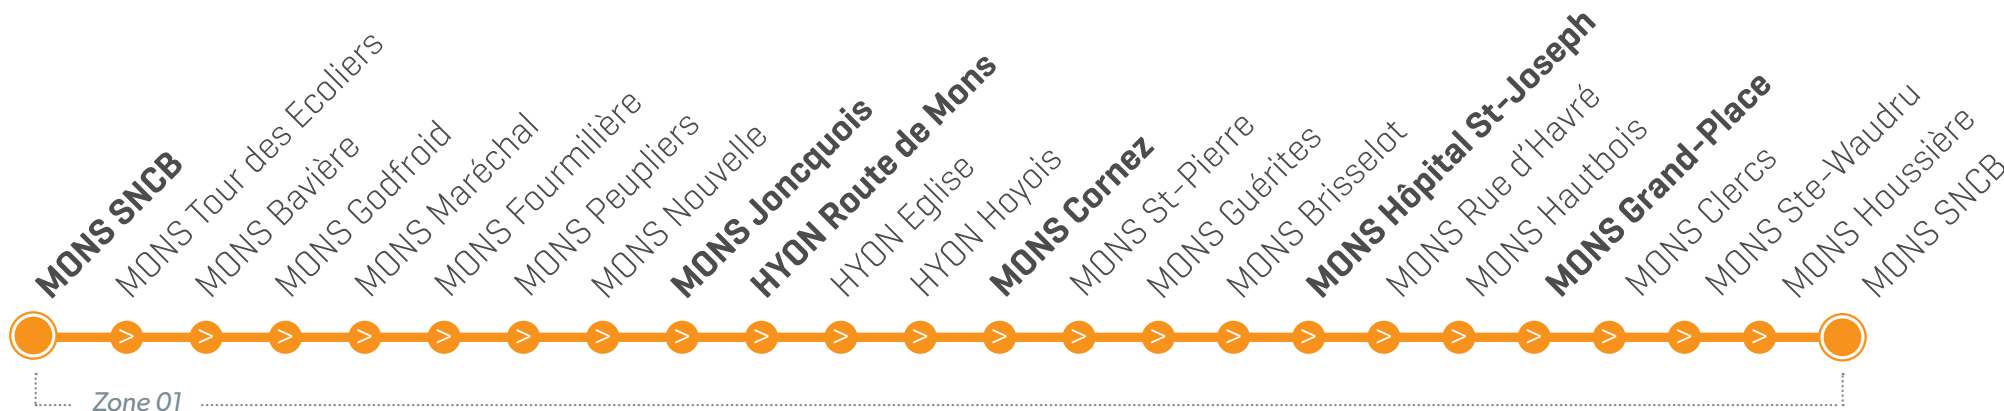 MONS SNCB
MONS Tour des Ecoliers
MONS Bavière
MONS Godfroid
MONS Maréchal
MONS Fourmilière
MONS Peupliers
MONS Nouvelle
MONS Joncquois
HYON Route de Mons
HYON Eglise
HYON Hoyois
MONS Cornez
MONS St-Pierre
MONS Guérites
MONS Brisselot
MONS Hôpital St-Joseph
MONS Rue d'Havré
MONS Hautbois
MONS Grand-Place
MONS Clercs
MONS Ste-Waudru
MONS Houssière
MONS SNCB
Zone 01